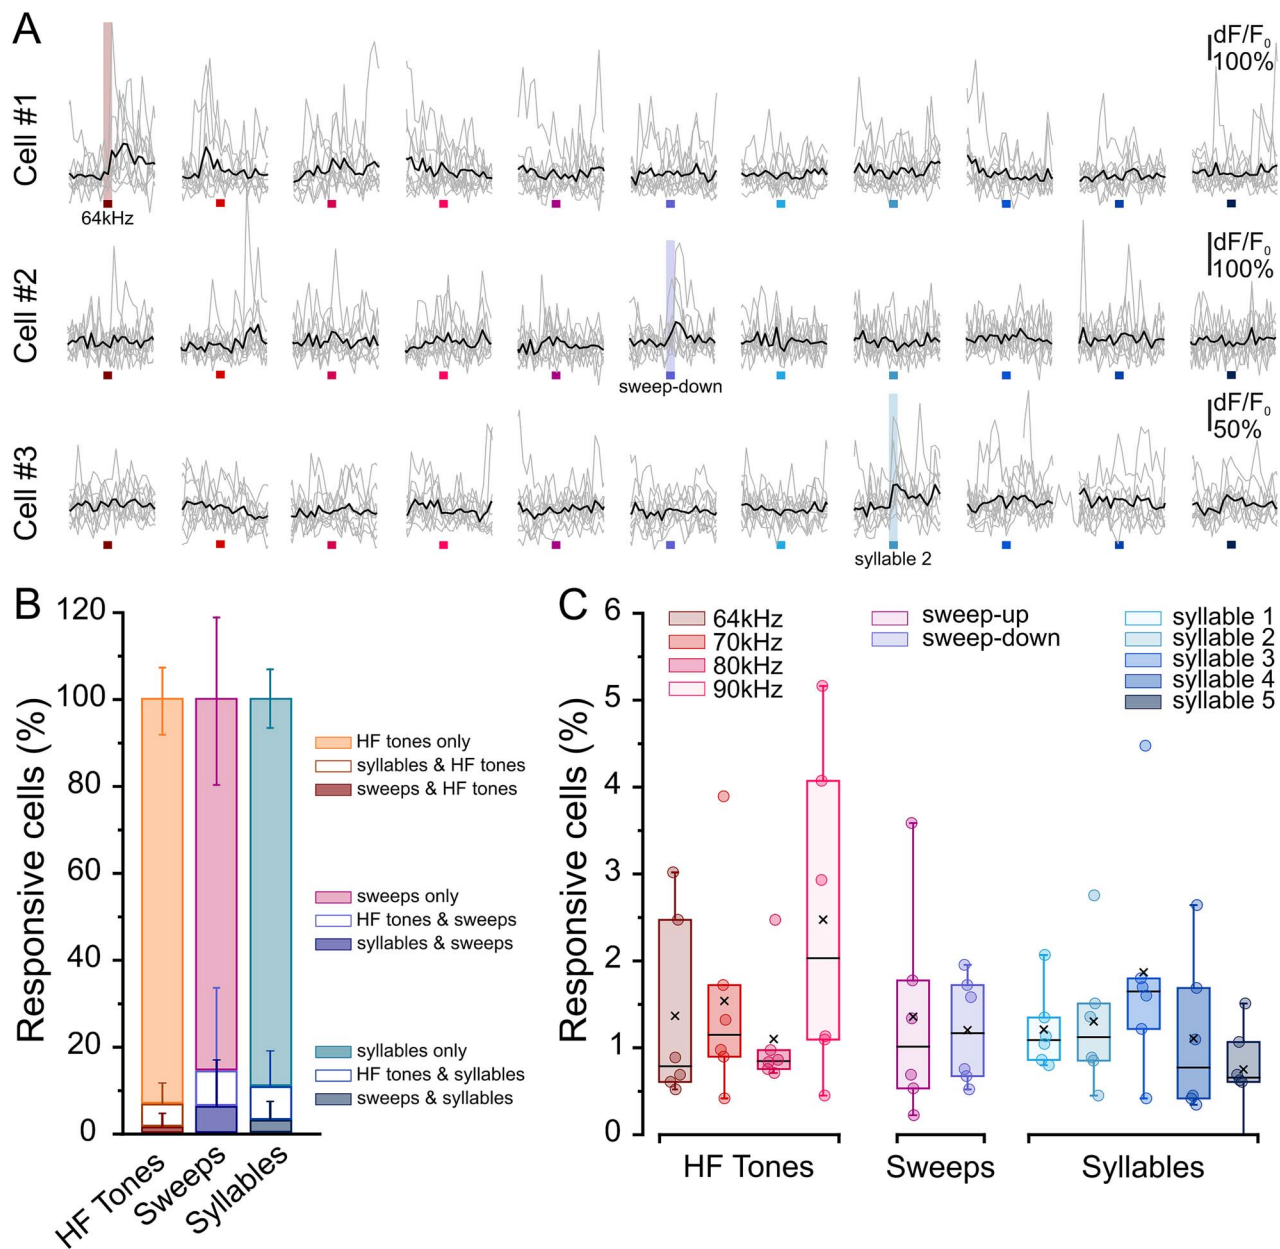 A
Cell #1
dF/F0
100%
64kHz
Cell #2
dF/F0
100%
sweep-down
Cell #3
dF/F0
50%
syllable 2
B
Responsive cells (%)
120
100
80
60
40
20
0
HF Tones
Sweeps
Syllables
HF tones only
syllables & HF tones
sweeps & HF tones
sweeps only
HF tones & sweeps
syllables & sweeps
syllables only
HF tones & syllables
sweeps & syllables
C
Responsive cells (%)
6
5
4
3
2
1
0
64kHz
70kHz
80kHz
90kHz
sweep-up
sweep-down
syllable 1
syllable 2
syllable 3
syllable 4
syllable 5
HF Tones
Sweeps
Syllables